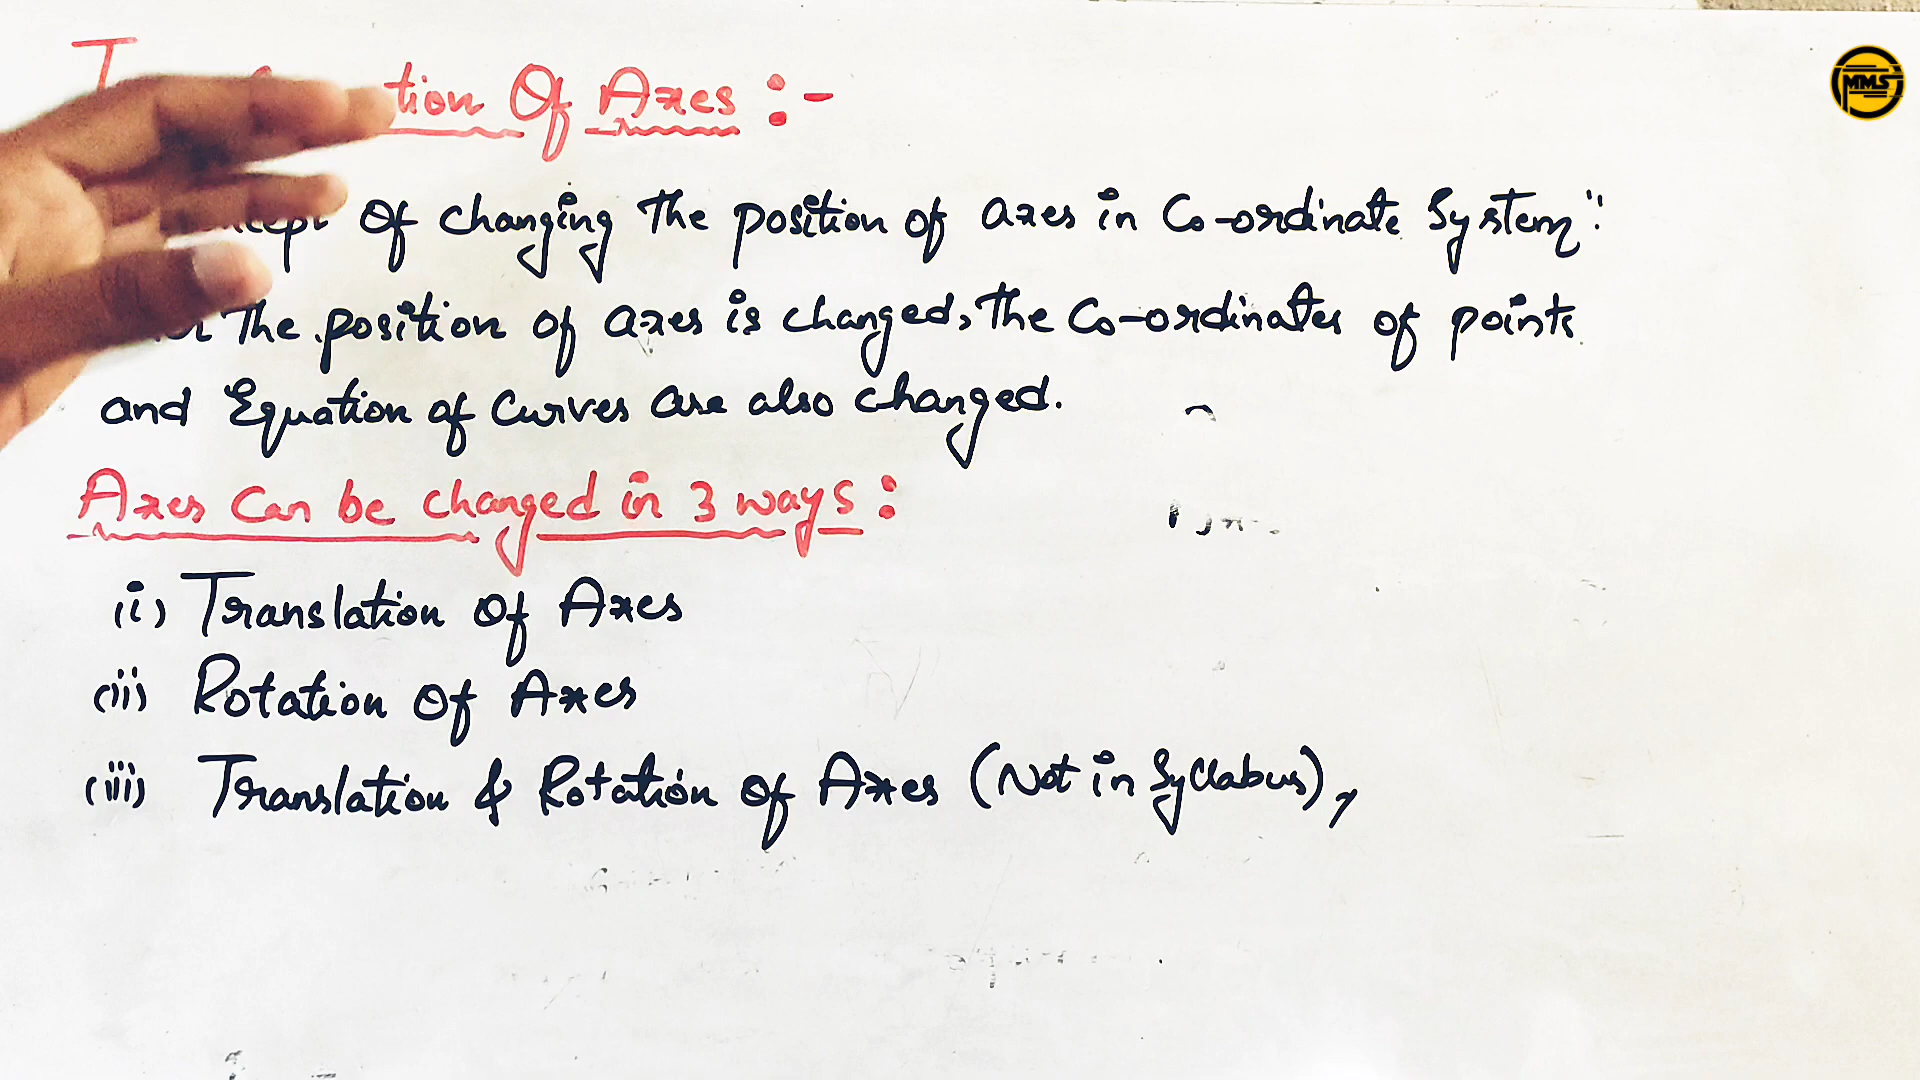 Of Axes :-
Of changing The position of axes in Co-ordinate System":
The position of axes is changed, The Co-ordinates of points
and Equation of Curves are also changed.
Axes Can be changed in 3 ways :
(i) Translation Of Axes
(ii) Rotation Of Axes
(iii) Translation & Rotation Of Axes (Not in Syllabus),
MMS